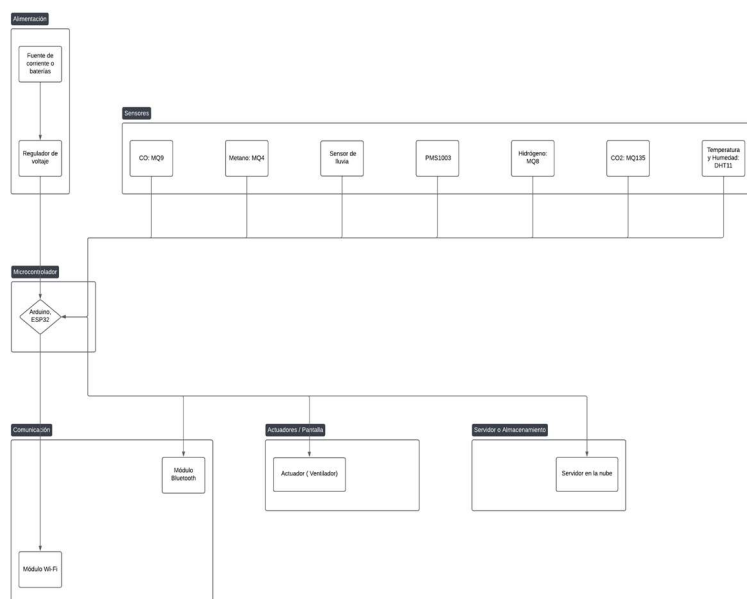 Alimentación
Fuente de
corriente o
baterías
Regulador de
voltaje
Sensores
CO: MQ9
Metano: MQ4
Sensor de
lluvia
PMS1003
Hidrógeno:
MQ8
CO2: MQ135
Temperatura
y Humedad:
DHT11
Microcontrolador
Arduino,
ESP32
Comunicación
Módulo
Bluetooth
Módulo Wi-Fi
Actuadores / Pantalla
Actuador ( Ventilador)
Servidor o Almacenamiento
Servidor en la nube